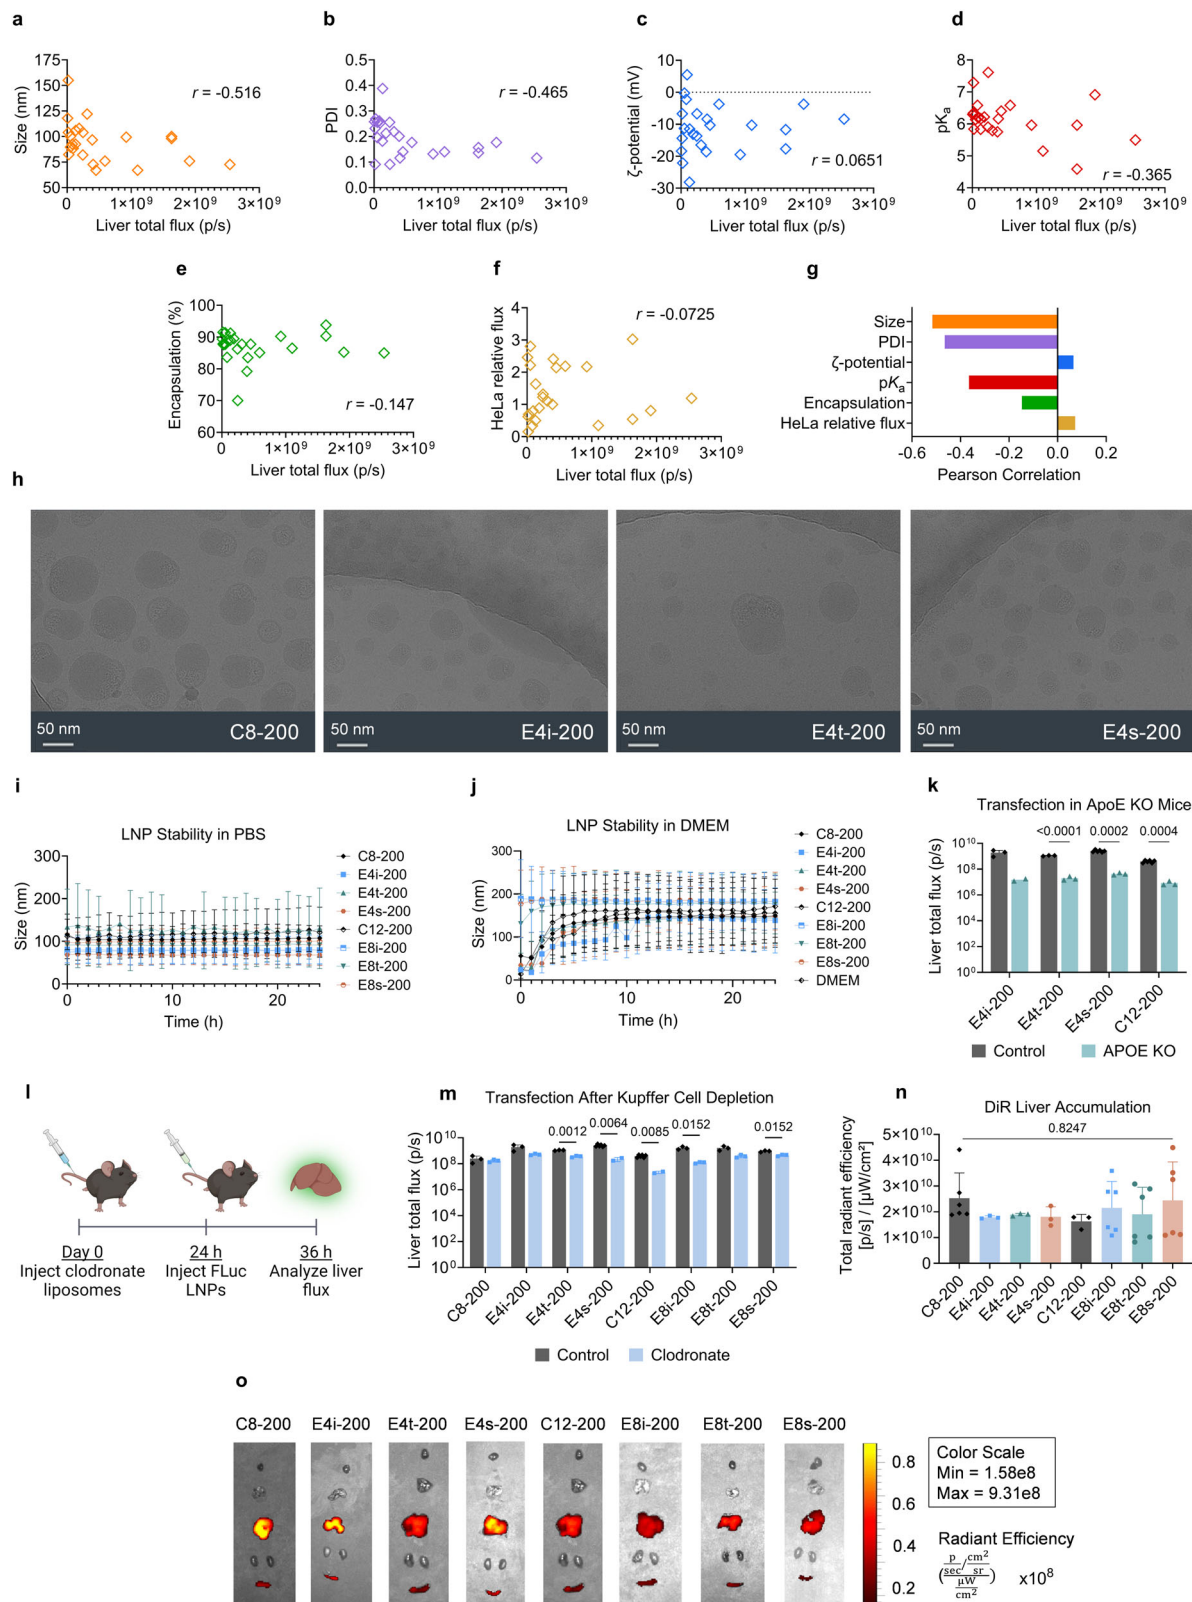 a
175
150
125
100
75
50
Size (nm)
r = -0.516
0 1×10⁹ 2×10⁹ 3×10⁹
Liver total flux (p/s)
b
0.5
0.4
0.3
0.2
0.1
0.0
PDI
r = -0.465
0 1×10⁹ 2×10⁹ 3×10⁹
Liver total flux (p/s)
c
10
0
-10
-20
-30
ζ-potential (mV)
r = 0.0651
0 1×10⁹ 2×10⁹ 3×10⁹
Liver total flux (p/s)
d
8
7
6
5
4
pKₐ
r = -0.365
0 1×10⁹ 2×10⁹ 3×10⁹
Liver total flux (p/s)
e
100
90
80
70
60
Encapsulation (%)
r = -0.147
0 1×10⁹ 2×10⁹ 3×10⁹
Liver total flux (p/s)
f
4
3
2
1
0
HeLa relative flux
r = -0.0725
0 1×10⁹ 2×10⁹ 3×10⁹
Liver total flux (p/s)
g
Size
PDI
ζ-potential
pKₐ
Encapsulation
HeLa relative flux
-0.6 -0.4 -0.2 0.0 0.2
Pearson Correlation
h
50 nm C8-200
50 nm E4i-200
50 nm E4t-200
50 nm E4s-200
i
LNP Stability in PBS
300
200
100
0
Size (nm)
0 10 20
Time (h)
C8-200
E4i-200
E4t-200
E4s-200
C12-200
E8i-200
E8t-200
E8s-200
j
LNP Stability in DMEM
300
200
100
0
Size (nm)
0 10 20
Time (h)
C8-200
E4i-200
E4t-200
E4s-200
C12-200
E8i-200
E8t-200
E8s-200
DMEM
k
Transfection in ApoE KO Mice
<0.0001 0.0002 0.0004
10¹⁰
10⁸
10⁶
10⁴
10²
10⁰
Liver total flux (p/s)
E4i-200 E4t-200 E4s-200 C12-200
Control APOE KO
l
Day 0
Inject clodronate
liposomes
24 h
Inject FLuc
LNPs
36 h
Analyze liver
flux
m
Transfection After Kupffer Cell Depletion
0.0012 0.0064 0.0085 0.0152 0.0152
10¹⁰
10⁸
10⁶
10⁴
10²
10⁰
Liver total flux (p/s)
C8-200 E4i-200 E4t-200 E4s-200 C12-200 E8i-200 E8t-200 E8s-200
Control Clodronate
n
DiR Liver Accumulation
0.8247
5×10¹⁰
4×10¹⁰
3×10¹⁰
2×10¹⁰
1×10¹⁰
0
Total radiant efficiency
[p/s] / [µW/cm²]
C8-200 E4i-200 E4t-200 E4s-200 C12-200 E8i-200 E8t-200 E8s-200
o
C8-200 E4i-200 E4t-200 E4s-200 C12-200 E8i-200 E8t-200 E8s-200
0.8
0.6
0.4
0.2
Color Scale
Min = 1.58e8
Max = 9.31e8
Radiant Efficiency
(p/sec/cm²/sr / µW/cm²) x10⁸